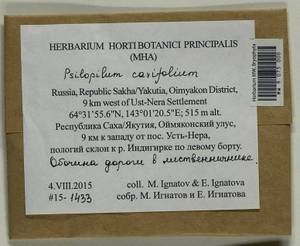 HERBARIUM HORTI BOTANICI PRINCIPALIS
(MHA)
Psilopilum cavifolium
Russia, Republic Sakha/Yakutia, Oimyakon District,
9 km west of Ust-Nera Settlement
64°31'55.6"N, 143°01'20.5"E; 515 m alt.
Республика Саха/Якутия, Оймяконский улус,
9 км к западу от пос. Усть-Нера,
пологий склон к р. Индигирке по левому борту.
Обочина дороги в лиственничнике.
4.VIII.2015 coll. M. Ignatov & E. Ignatova
#15-1433 собр. М. Игнатов и Е. Игнатова